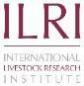 ILRI
INTERNATIONAL
LIVESTOCK RESEARCH
INSTITUTE